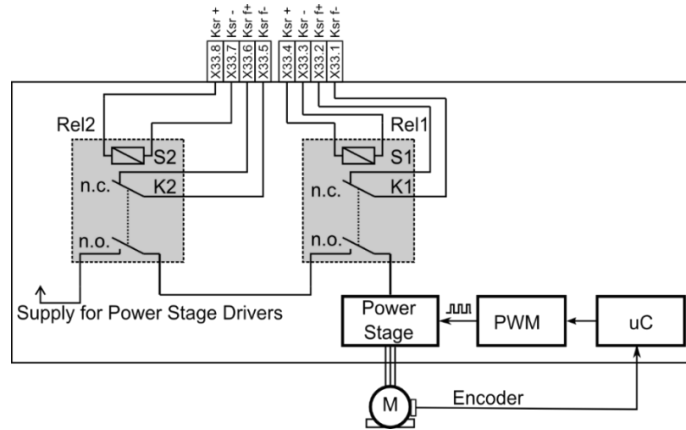 Ksr +
Ksr -
Ksr f+
Ksr f-
Ksr +
Ksr -
Ksr f+
Ksr f-
X33.8
X33.7
X33.6
X33.5
X33.4
X33.3
X33.2
X33.1
Rel2
Rel1
S2
S1
n.c.
K2
n.c.
K1
n.o.
n.o.
Supply for Power Stage Drivers
Power
Stage
PWM
uC
M
Encoder